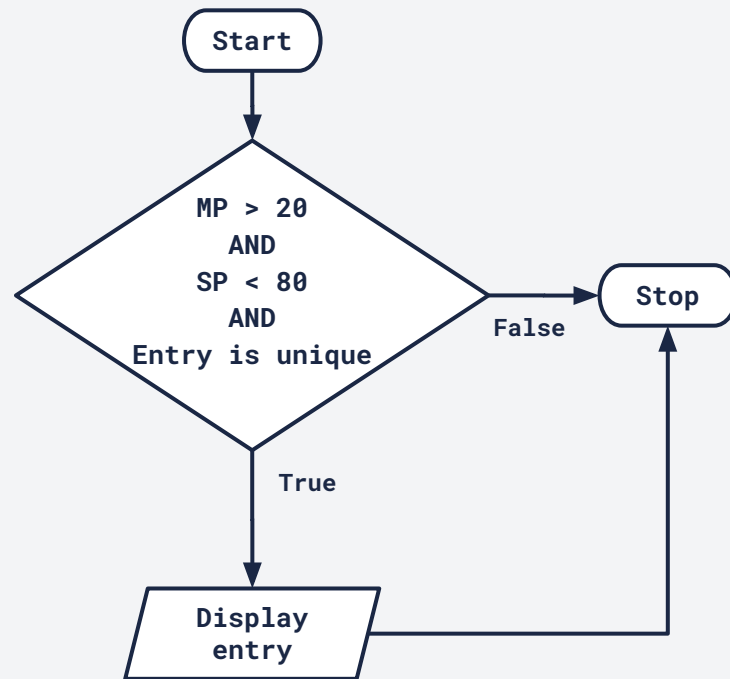 Start
MP > 20
AND
SP < 80
AND
Entry is unique
Stop
False
True
Display
entry